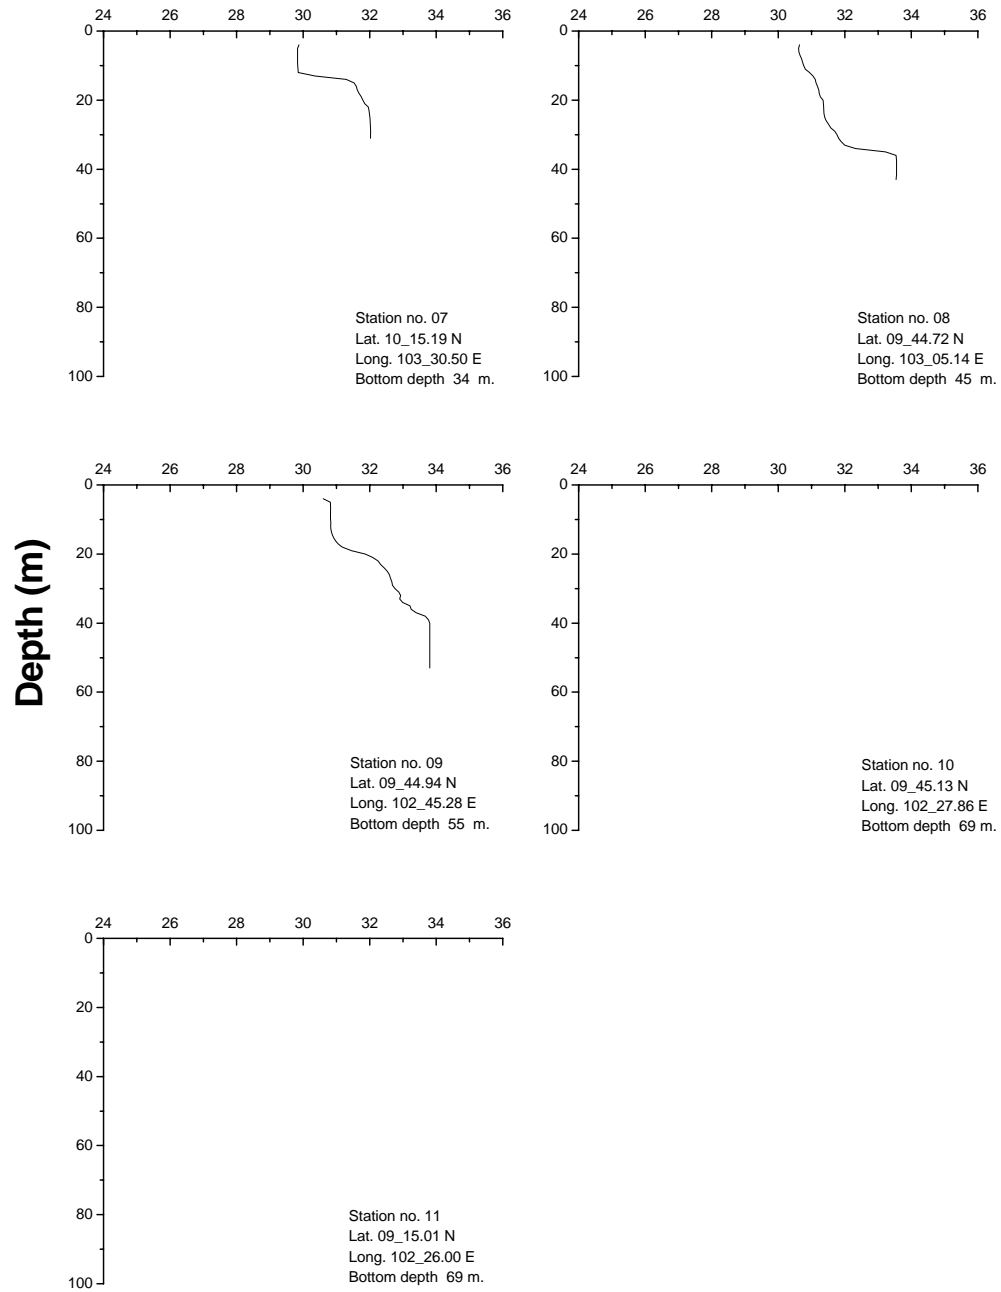 24 26 28 30 32 34 36
0
20
40
60
80
100
Station no. 07
Lat. 10_15.19 N
Long. 103_30.50 E
Bottom depth 34 m.
24 26 28 30 32 34 36
0
20
40
60
80
100
Station no. 08
Lat. 09_44.72 N
Long. 103_05.14 E
Bottom depth 45 m.
Depth (m)
24 26 28 30 32 34 36
0
20
40
60
80
100
Station no. 09
Lat. 09_44.94 N
Long. 102_45.28 E
Bottom depth 55 m.
24 26 28 30 32 34 36
0
20
40
60
80
100
Station no. 10
Lat. 09_45.13 N
Long. 102_27.86 E
Bottom depth 69 m.
24 26 28 30 32 34 36
0
20
40
60
80
100
Station no. 11
Lat. 09_15.01 N
Long. 102_26.00 E
Bottom depth 69 m.